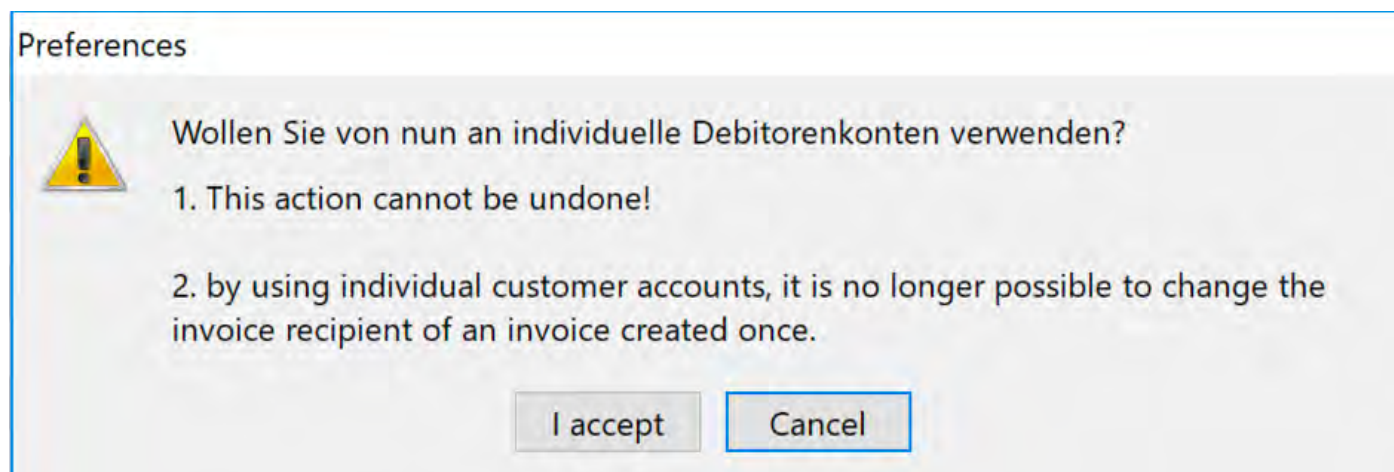 Preferences
Wollen Sie von nun an individuelle Debitorenkonten verwenden?
1. This action cannot be undone!
2. by using individual customer accounts, it is no longer possible to change the
invoice recipient of an invoice created once.
I accept
Cancel